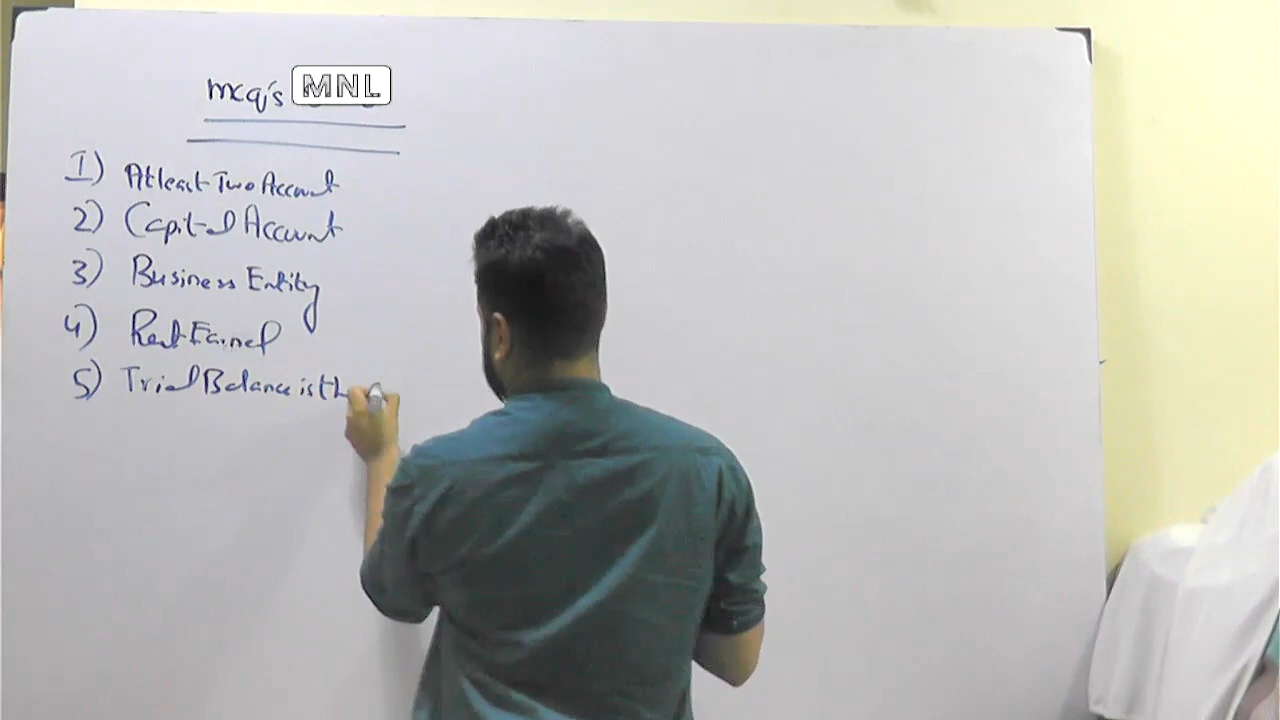 mcq's MNL
1) Atleast Two Account
2) Capital Account
3) Business Entity
4) Rent Earned
5) Trial Balance is th